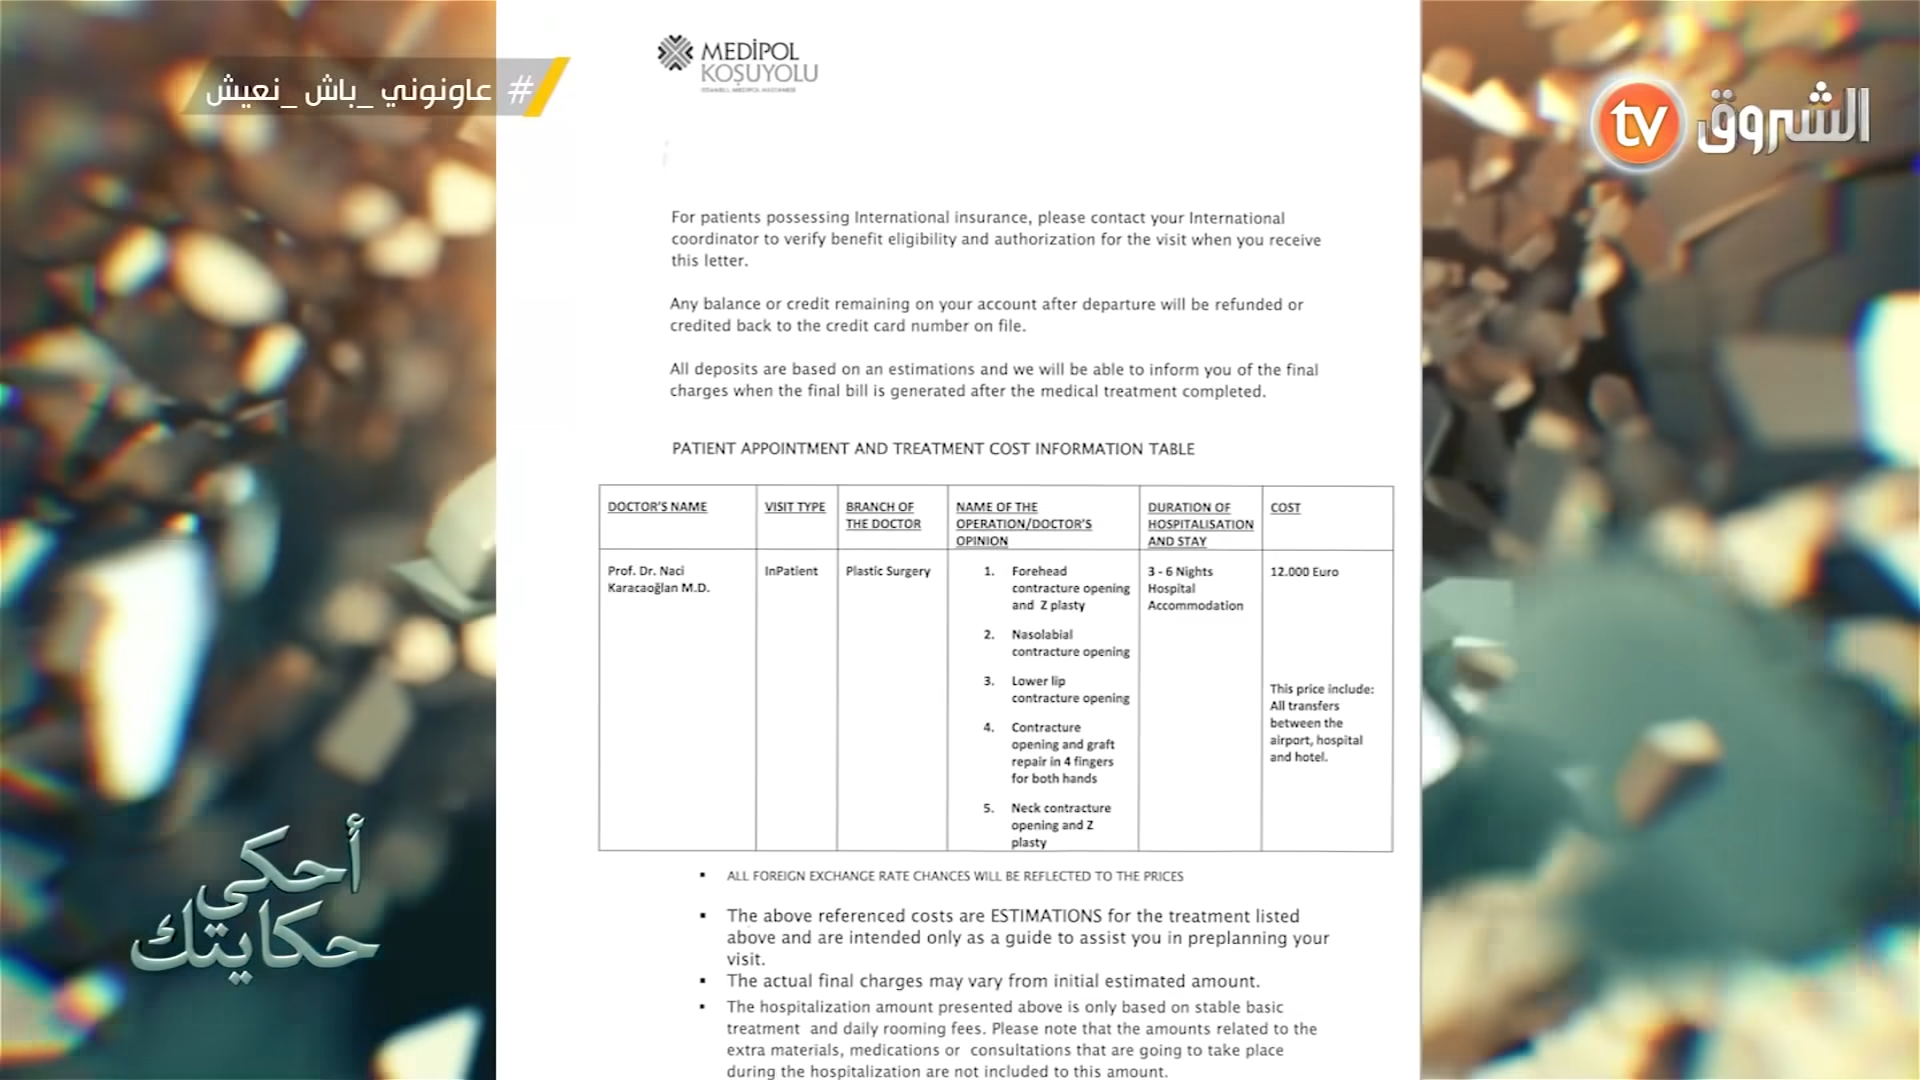 # عاونوني _باش _نعيش
الشروق tv
MEDİPOL
KOŞUYOLU
For patients possessing International insurance, please contact your International
coordinator to verify benefit eligibility and authorization for the visit when you receive
this letter.
Any balance or credit remaining on your account after departure will be refunded or
credited back to the credit card number on file.
All deposits are based on an estimations and we will be able to inform you of the final
charges when the final bill is generated after the medical treatment completed.
PATIENT APPOINTMENT AND TREATMENT COST INFORMATION TABLE
DOCTOR'S NAME
VISIT TYPE
BRANCH OF
THE DOCTOR
NAME OF THE
OPERATION/DOCTOR'S
OPINION
DURATION OF
HOSPITALISATION
AND STAY
COST
Prof. Dr. Naci
Karacaoğlan M.D.
InPatient
Plastic Surgery
1. Forehead
contracture opening
and Z plasty
2. Nasolabial
contracture opening
3. Lower lip
contracture opening
4. Contracture
opening and graft
repair in 4 fingers
for both hands
5. Neck contracture
opening and Z
plasty
3 - 6 Nights
Hospital
Accommodation
12.000 Euro
This price include:
All transfers
between the
airport, hospital
and hotel.
▪ ALL FOREIGN EXCHANGE RATE CHANCES WILL BE REFLECTED TO THE PRICES
▪ The above referenced costs are ESTIMATIONS for the treatment listed
above and are intended only as a guide to assist you in preplanning your
visit.
▪ The actual final charges may vary from initial estimated amount.
▪ The hospitalization amount presented above is only based on stable basic
treatment and daily rooming fees. Please note that the amounts related to the
extra materials, medications or consultations that are going to take place
during the hospitalization are not included to this amount.
أحكي
حكايتك